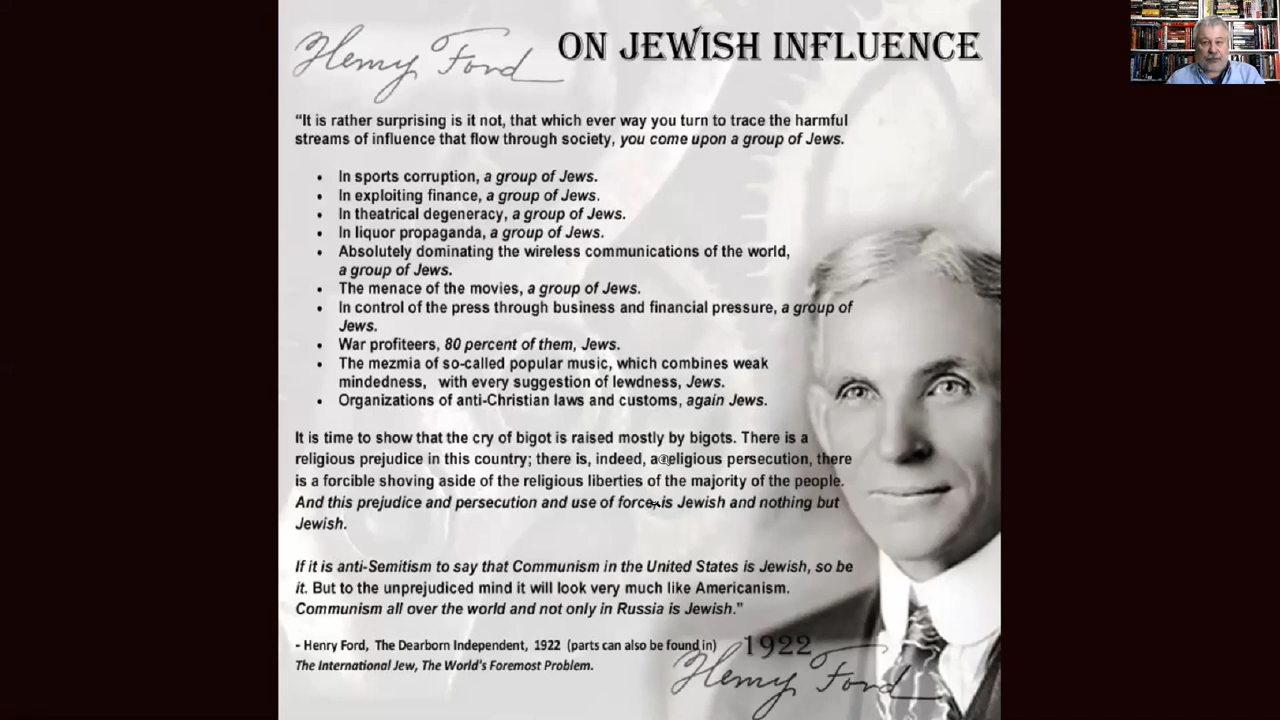 Henry Ford ON JEWISH INFLUENCE
“It is rather surprising is it not, that which ever way you turn to trace the harmful
streams of influence that flow through society, you come upon a group of Jews.
• In sports corruption, a group of Jews.
• In exploiting finance, a group of Jews.
• In theatrical degeneracy, a group of Jews.
• In liquor propaganda, a group of Jews.
• Absolutely dominating the wireless communications of the world,
a group of Jews.
• The menace of the movies, a group of Jews.
• In control of the press through business and financial pressure, a group of
Jews.
• War profiteers, 80 percent of them, Jews.
• The mezmia of so-called popular music, which combines weak
mindedness, with every suggestion of lewdness, Jews.
• Organizations of anti-Christian laws and customs, again Jews.
It is time to show that the cry of bigot is raised mostly by bigots. There is a
religious prejudice in this country; there is, indeed, a religious persecution, there
is a forcible shoving aside of the religious liberties of the majority of the people.
And this prejudice and persecution and use of force, is Jewish and nothing but
Jewish.
If it is anti-Semitism to say that Communism in the United States is Jewish, so be
it. But to the unprejudiced mind it will look very much like Americanism.
Communism all over the world and not only in Russia is Jewish.”
- Henry Ford, The Dearborn Independent, 1922 (parts can also be found in)
The International Jew, The World's Foremost Problem.
1922
Henry Ford